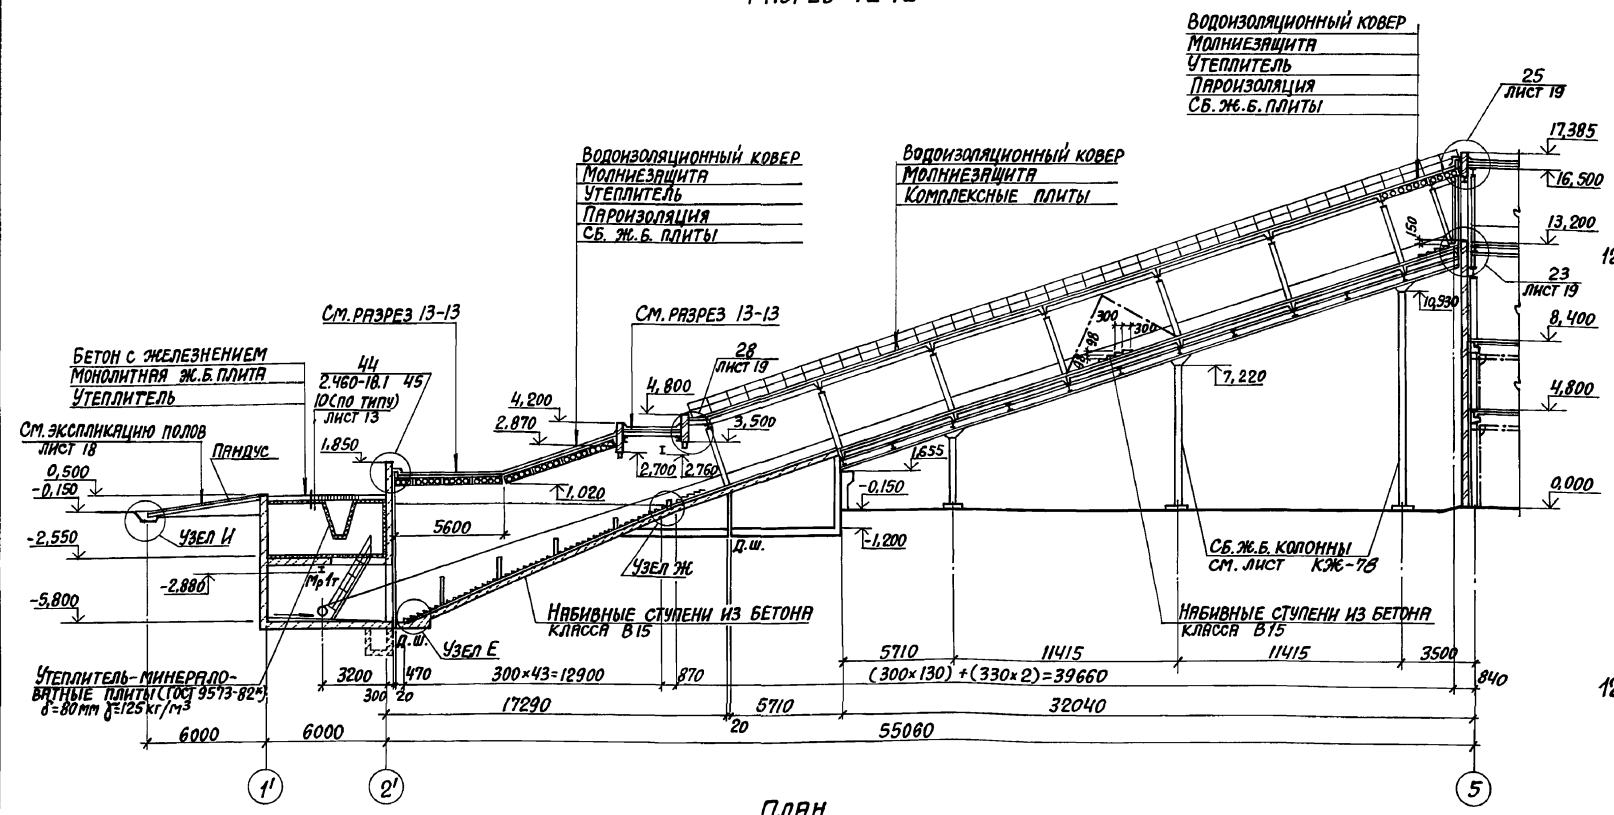 ВОДОИЗОЛЯЦИОННЫЙ КОВЕР
МОЛНИЕЗАЩИТА
УТЕПЛИТЕЛЬ
ПАРОИЗОЛЯЦИЯ
СБ. Ж.Б. ПЛИТЫ
25
ЛИСТ 19
17,385
16,500
13,200
150
23
ЛИСТ 19
10,930
8,400
4,800
0,000
ВОДОИЗОЛЯЦИОННЫЙ КОВЕР
МОЛНИЕЗАЩИТА
УТЕПЛИТЕЛЬ
ПАРОИЗОЛЯЦИЯ
СБ. Ж.Б. ПЛИТЫ
ВОДОИЗОЛЯЦИОННЫЙ КОВЕР
МОЛНИЕЗАЩИТА
КОМПЛЕКСНЫЕ ПЛИТЫ
СМ. РАЗРЕЗ 13-13
СМ. РАЗРЕЗ 13-13
28
ЛИСТ 19
300
300
98
98
7,220
БЕТОН С ЖЕЛЕЗНЕНИЕМ
МОНОЛИТНАЯ Ж.Б. ПЛИТА
УТЕПЛИТЕЛЬ
44
2.460-18.1 45
10(ПО ТИПУ)
ЛИСТ 13
СМ. ЭКСПЛИКАЦИЮ ПОЛОВ
ЛИСТ 18
ПАНДУС
1,850
4,200
2,870
4,800
3,500
2,700
2,760
1,020
1,655
0,500
-0,150
-2,550
-2,880
-5,800
УЗЕЛ И
МР 1Т
5600
-0,150
-1,200
Д.Ш.
УЗЕЛ Ж
СБ. Ж.Б. КОЛОННЫ
СМ. ЛИСТ КЖ-78
НАБИВНЫЕ СТУПЕНИ ИЗ БЕТОНА
КЛАССА В15
НАБИВНЫЕ СТУПЕНИ ИЗ БЕТОНА
КЛАССА В15
Д.Ш.
УЗЕЛ Е
УТЕПЛИТЕЛЬ-МИНЕРАЛО-
ВАТНЫЕ ПЛИТЫ (ГОСТ 9573-82*)
δ=80мм γ=125 кг/м³
5710
11415
11415
3500
3200
300
20
470
300×43=12900
870
(300×130)+(330×2)=39660
840
17290
20
5710
32040
6000
6000
55060
1'
2'
5
ПЛАН